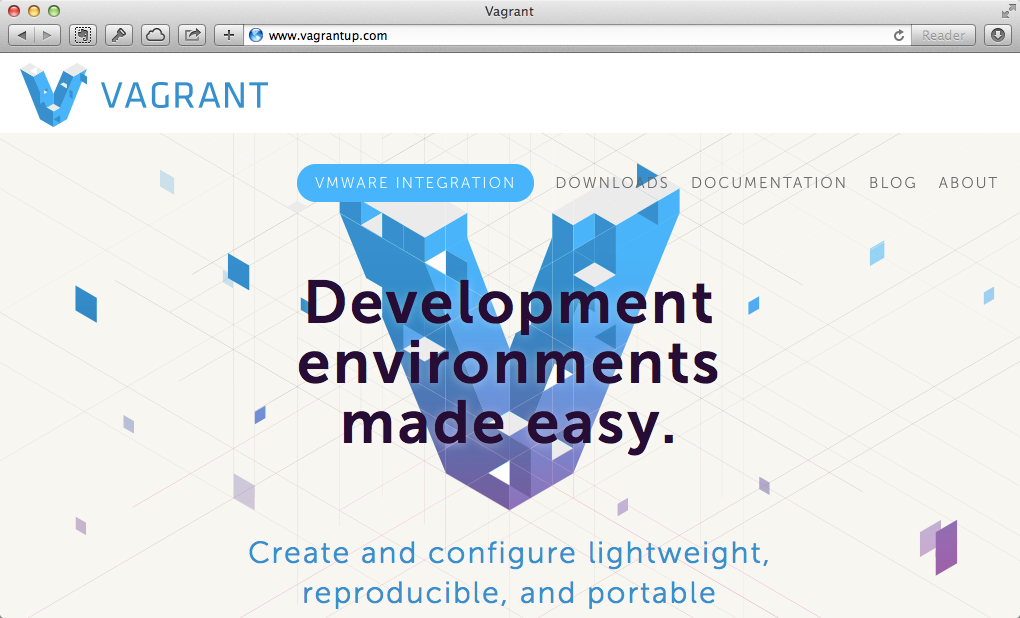 Vagrant
www.vagrantup.com
Reader
VAGRANT
VMWARE INTEGRATION DOWNLOADS DOCUMENTATION BLOG ABOUT
Development
environments
made easy.
Create and configure lightweight,
reproducible, and portable